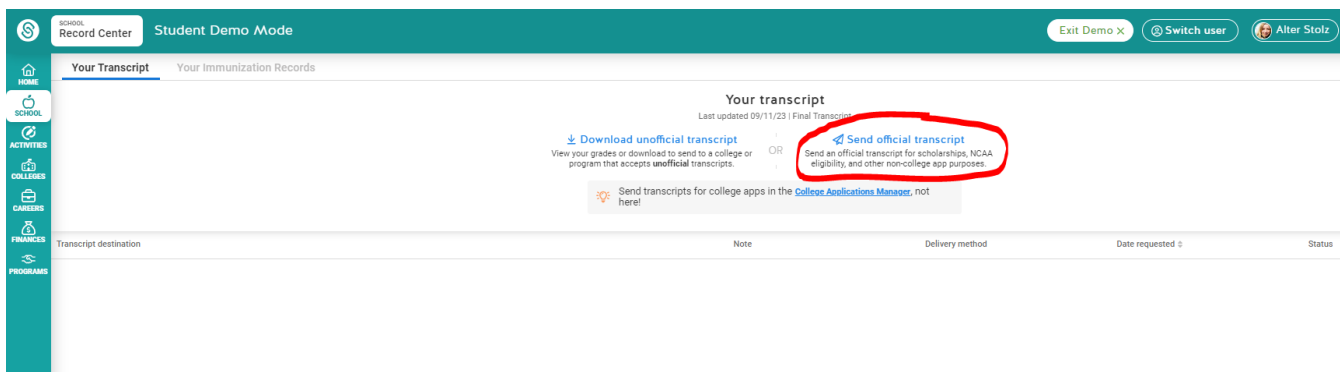 SCHOOL
Record Center
Student Demo Mode
Exit Demo X
Switch user
Alter Stolz
HOME
SCHOOL
ACTIVITIES
COLLEGES
CAREERS
FINANCES
PROGRAMS
Your Transcript
Your Immunization Records
Your transcript
Last updated 09/11/23 | Final Transcript
Download unofficial transcript
View your grades or download to send to a college or
program that accepts unofficial transcripts.
OR
Send official transcript
Send an official transcript for scholarships, NCAA
eligibility, and other non-college app purposes.
Send transcripts for college apps in the College Applications Manager, not
here!
Transcript destination
Note
Delivery method
Date requested
Status